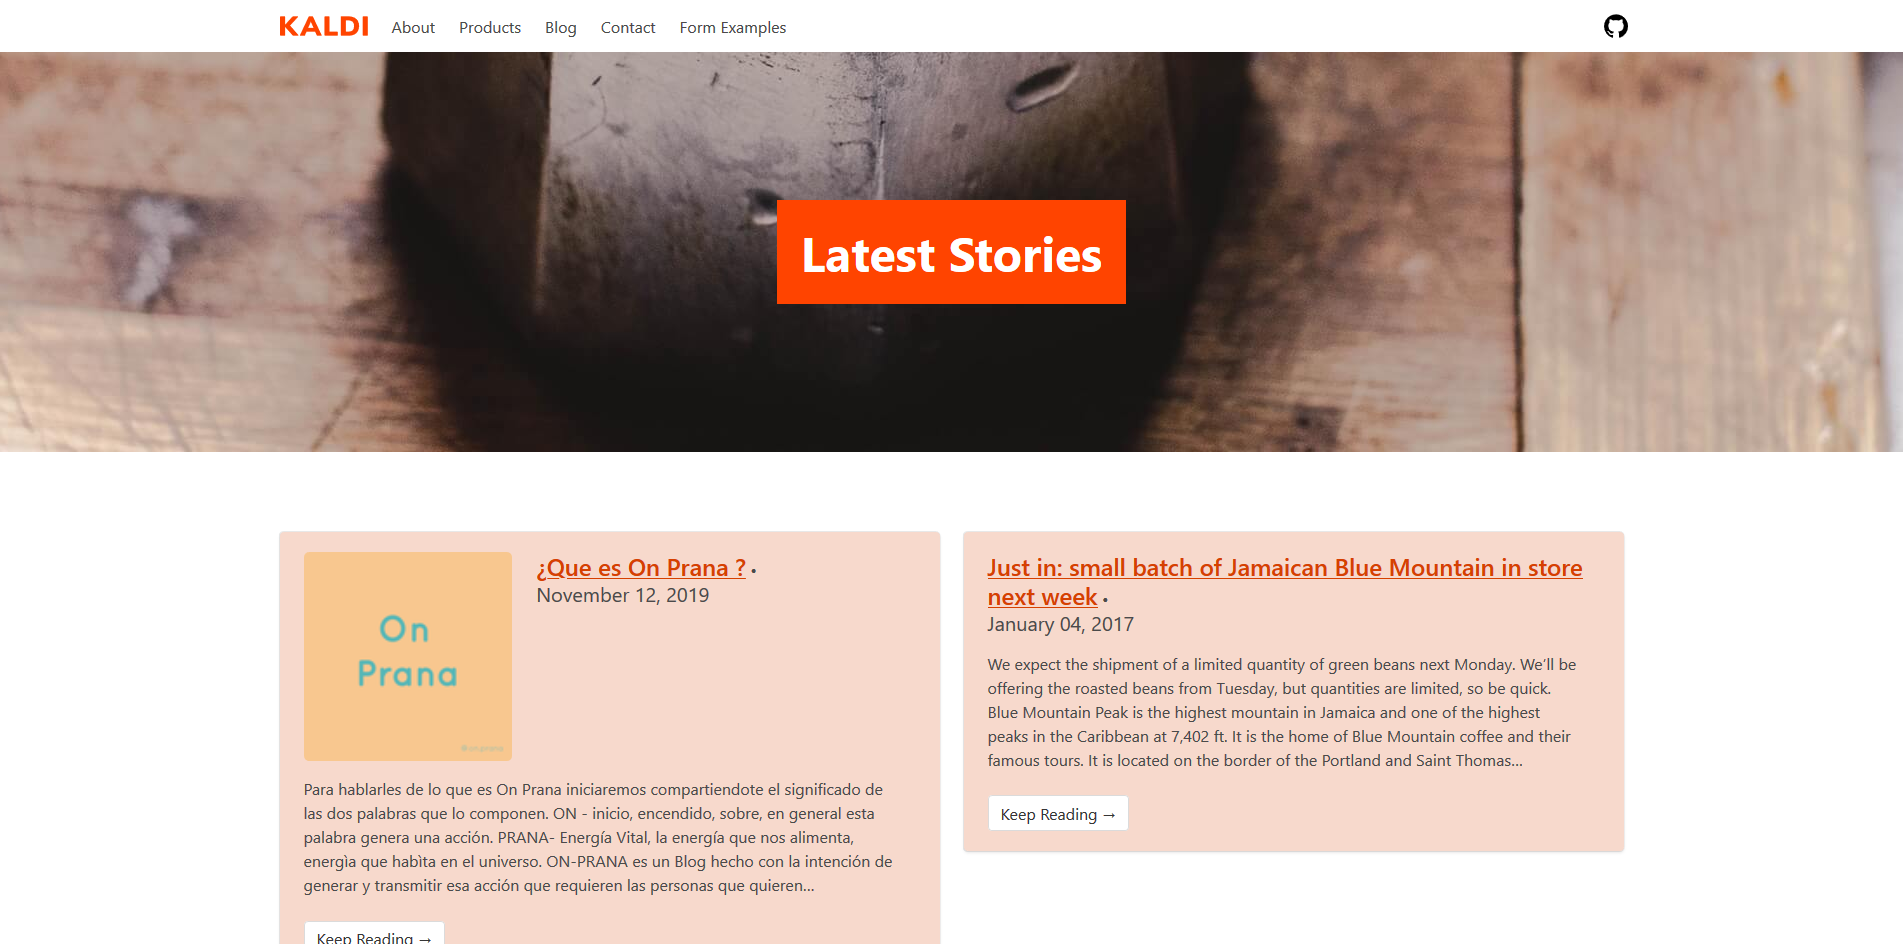 KALDI About Products Blog Contact Form Examples
Latest Stories
On
Prana
¿Que es On Prana ? •
November 12, 2019
Para hablarles de lo que es On Prana iniciaremos compartiendote el significado de
las dos palabras que lo componen. ON - inicio, encendido, sobre, en general esta
palabra genera una acción. PRANA- Energía Vital, la energía que nos alimenta,
energìa que habìta en el universo. ON-PRANA es un Blog hecho con la intención de
generar y transmitir esa acción que requieren las personas que quieren…
Keep Reading →
Just in: small batch of Jamaican Blue Mountain in store
next week •
January 04, 2017
We expect the shipment of a limited quantity of green beans next Monday. We’ll be
offering the roasted beans from Tuesday, but quantities are limited, so be quick.
Blue Mountain Peak is the highest mountain in Jamaica and one of the highest
peaks in the Caribbean at 7,402 ft. It is the home of Blue Mountain coffee and their
famous tours. It is located on the border of the Portland and Saint Thomas…
Keep Reading →